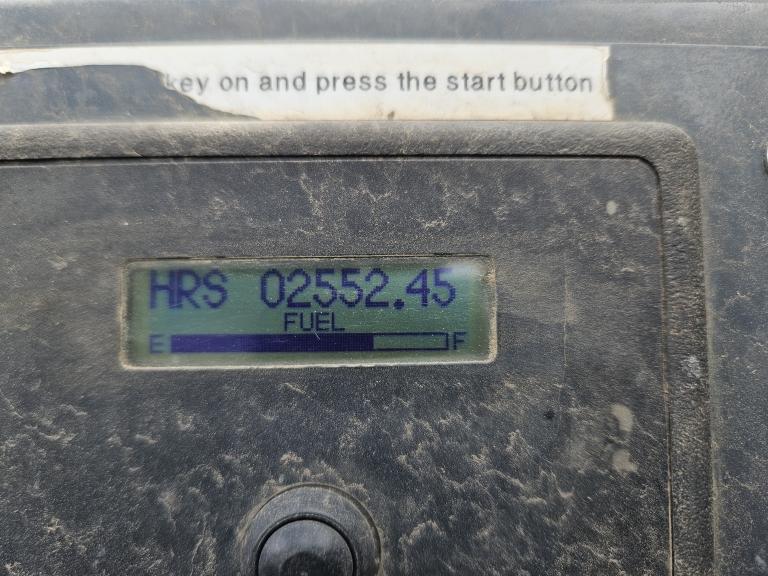 key on and press the start button
HRS 02552.45
FUEL
E F